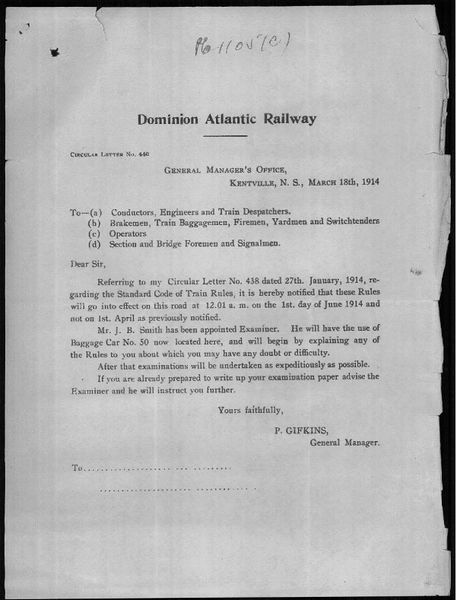 Dominion Atlantic Railway
CIRCULAR LETTER No. 440
GENERAL MANAGER'S OFFICE,
KENTVILLE, N. S., MARCH 18th, 1914
To—(a) Conductors, Engineers and Train Despatchers.
(b) Brakemen, Train Baggagemen, Firemen, Yardmen and Switchtenders
(c) Operators
(d) Section and Bridge Foremen and Signalmen.
Dear Sir,
Referring to my Circular Letter No. 438 dated 27th. January, 1914, re-
garding the Standard Code of Train Rules, it is hereby notified that these Rules
will go into effect on this road at 12.01 a. m. on the 1st. day of June 1914 and
not on 1st. April as previously notified.
Mr. J. B. Smith has been appointed Examiner. He will have the use of
Baggage Car No. 50 now located here, and will begin by explaining any of
the Rules to you about which you may have any doubt or difficulty.
After that examinations will be undertaken as expeditiously as possible.
If you are already prepared to write up your examination paper advise the
Examiner and he will instruct you further.
Yours faithfully,
P. GIFKINS,
General Manager.
To.................................
...................................